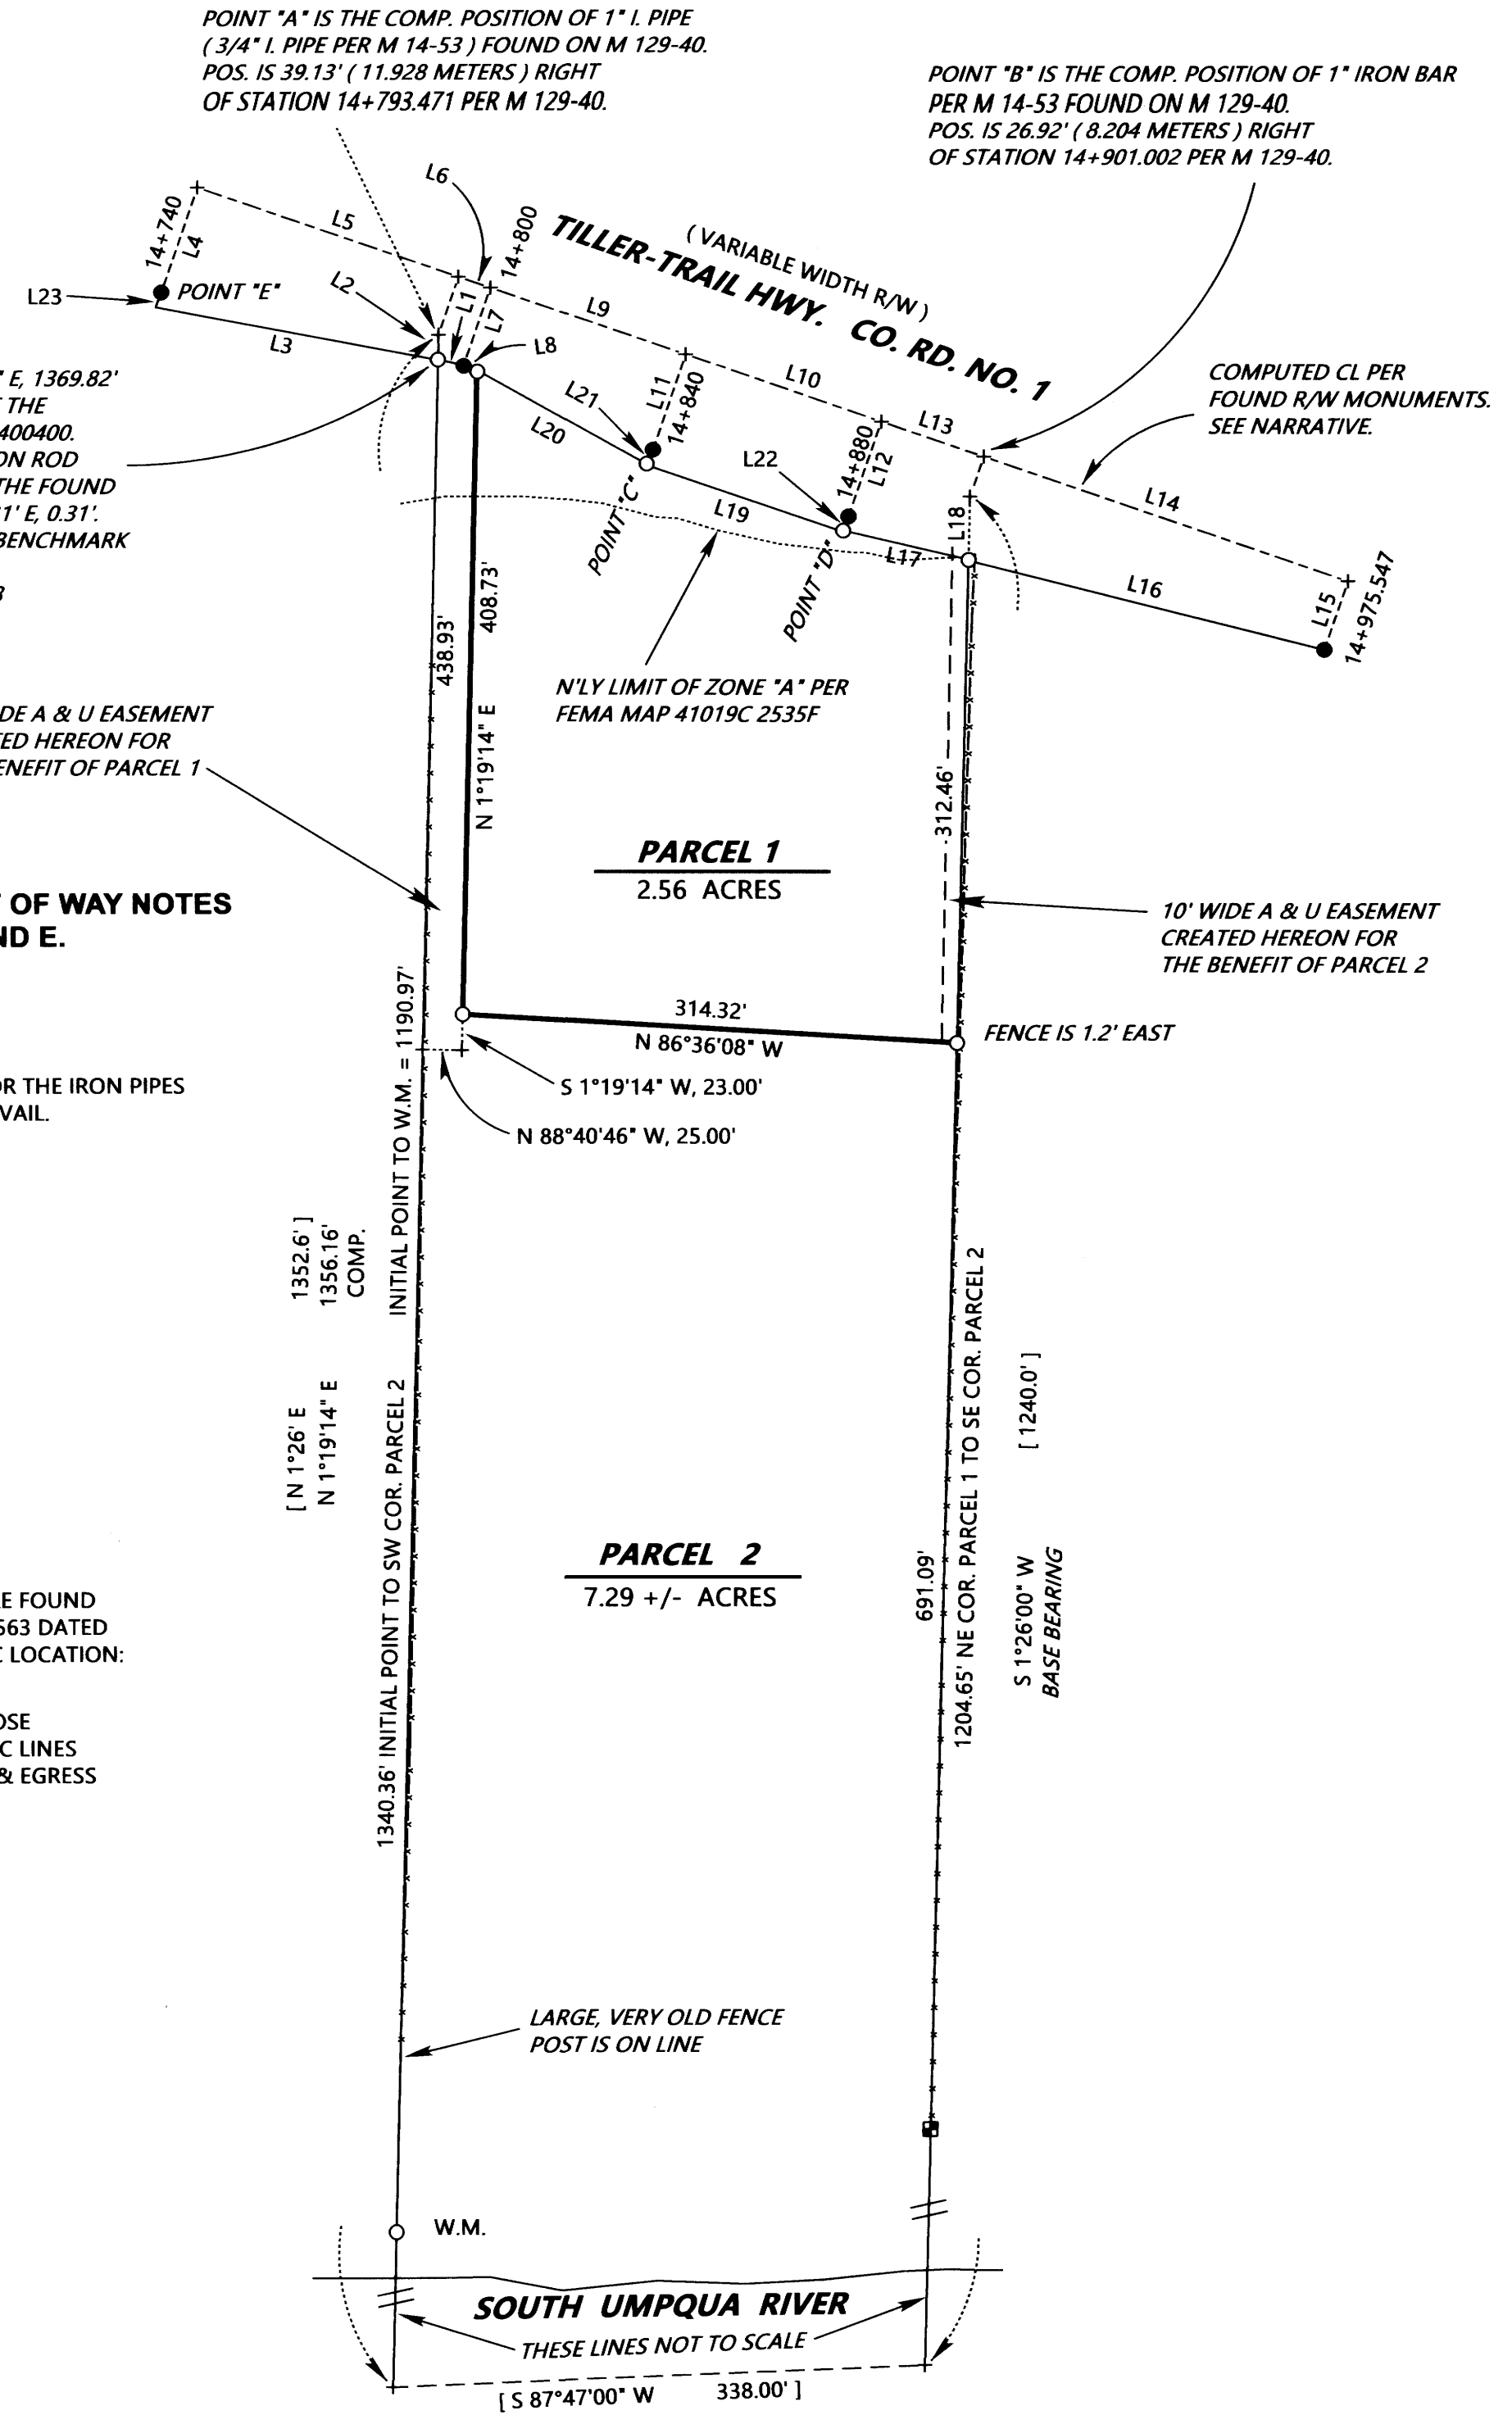 POINT "A" IS THE COMP. POSITION OF 1" I. PIPE
( 3/4" I. PIPE PER M 14-53 ) FOUND ON M 129-40.
POS. IS 39.13' ( 11.928 METERS ) RIGHT
OF STATION 14+793.471 PER M 129-40.
POINT "B" IS THE COMP. POSITION OF 1" IRON BAR
PER M 14-53 FOUND ON M 129-40.
POS. IS 26.92' ( 8.204 METERS ) RIGHT
OF STATION 14+901.002 PER M 129-40.
L6
14+740
L4
L5
14+800
( VARIABLE WIDTH R/W )
TILLER-TRAIL HWY. CO. RD. NO. 1
L23
POINT "E"
L2
L1
L7
L9
L3
L8
L10
L11
14+840
L21
L20
COMPUTED CL PER
FOUND R/W MONUMENTS.
SEE NARRATIVE.
" E, 1369.82'
THE
400400.
ON ROD
THE FOUND
1' E, 0.31'.
BENCHMARK
L13
L22
14+880
L12
L14
POINT "C"
L19
POINT "D"
L18
L17
L16
L15
14+975.547
438.93'
408.73'
N 1°19'14" E
N'LY LIMIT OF ZONE "A" PER
FEMA MAP 41019C 2535F
DE A & U EASEMENT
TED HEREON FOR
ENEFIT OF PARCEL 1
312.46'
PARCEL 1
2.56 ACRES
OF WAY NOTES
ND E.
10' WIDE A & U EASEMENT
CREATED HEREON FOR
THE BENEFIT OF PARCEL 2
314.32'
N 86°36'08" W
FENCE IS 1.2' EAST
S 1°19'14" W, 23.00'
N 88°40'46" W, 25.00'
OR THE IRON PIPES
VAIL.
INITIAL POINT TO W.M. = 1190.97'
[ N 1°26' E 1352.6' ]
N 1°19'14" E 1356.16'
COMP.
1340.36' INITIAL POINT TO SW COR. PARCEL 2
691.09'
1204.65' NE COR. PARCEL 1 TO SE COR. PARCEL 2
[ 1240.0' ]
S 1°26'00" W
BASE BEARING
PARCEL 2
7.29 +/- ACRES
RE FOUND
563 DATED
C LOCATION:
OSE
C LINES
& EGRESS
LARGE, VERY OLD FENCE
POST IS ON LINE
W.M.
SOUTH UMPQUA RIVER
THESE LINES NOT TO SCALE
[ S 87°47'00" W 338.00' ]